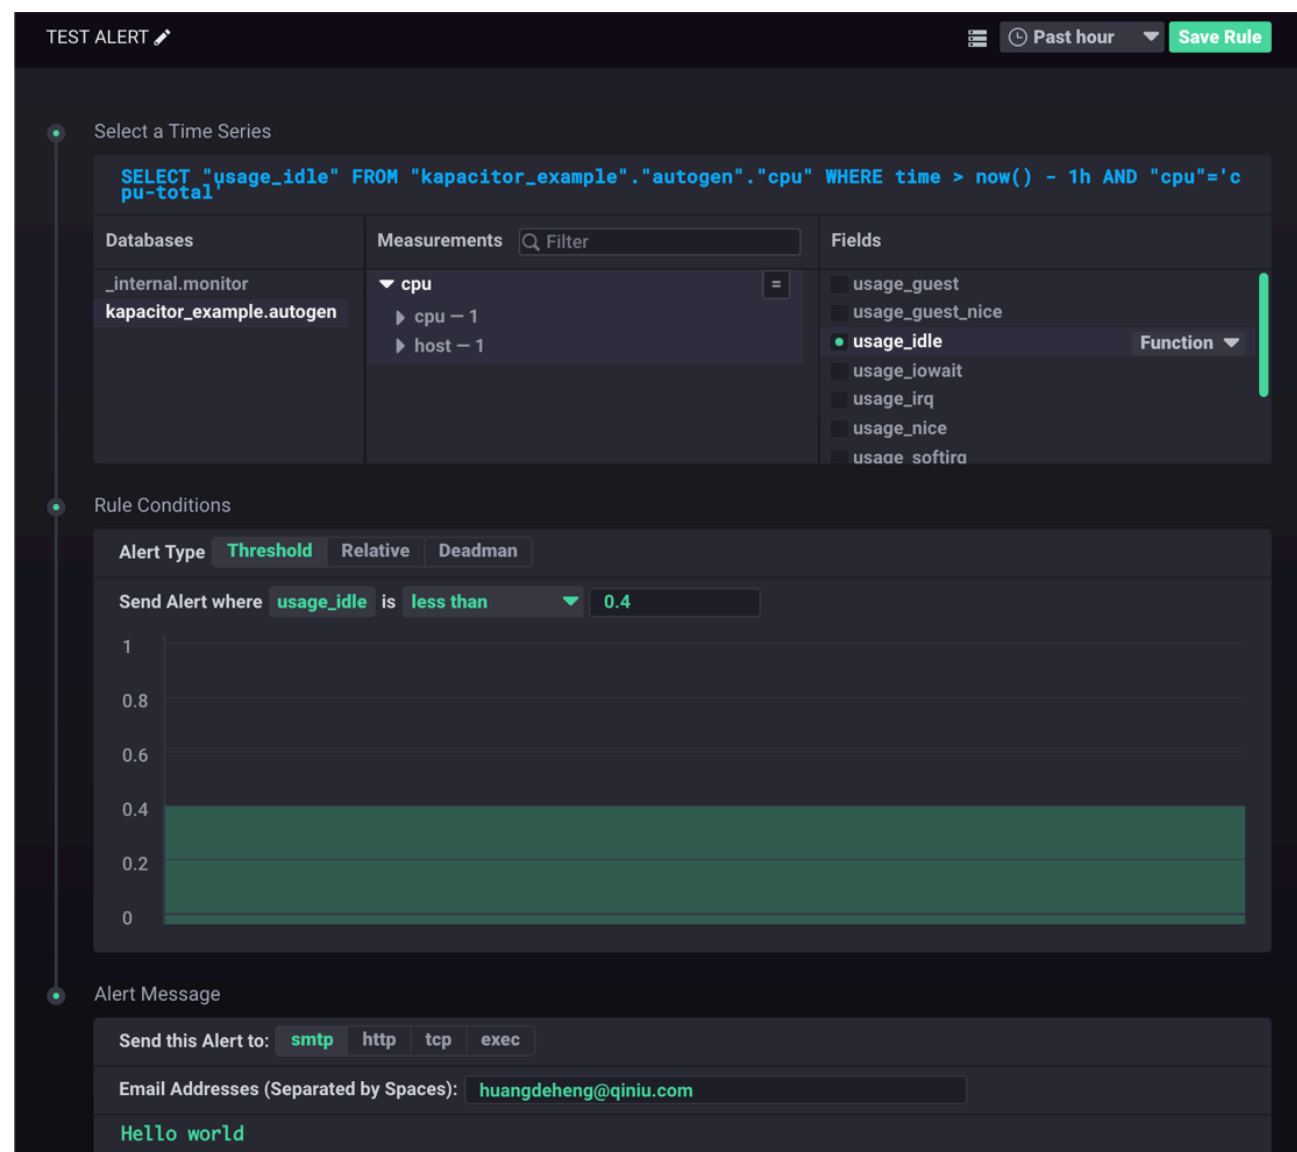 TEST ALERT
Past hour
Save Rule
Select a Time Series
SELECT "usage_idle" FROM "kapacitor_example"."autogen"."cpu" WHERE time > now() - 1h AND "cpu"='c
pu-total'
Databases
Measurements
Filter
Fields
_internal.monitor
kapacitor_example.autogen
cpu
=
cpu — 1
host — 1
usage_guest
usage_guest_nice
usage_idle
Function
usage_iowait
usage_irq
usage_nice
usage_softirq
Rule Conditions
Alert Type Threshold Relative Deadman
Send Alert where usage_idle is less than 0.4
1
0.8
0.6
0.4
0.2
0
Alert Message
Send this Alert to: smtp http tcp exec
Email Addresses (Separated by Spaces): huangdeheng@qiniu.com
Hello world